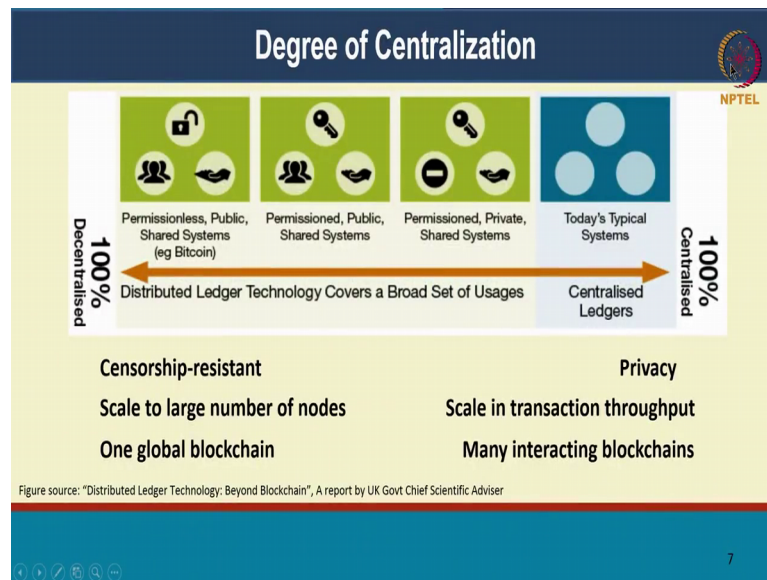 Degree of Centralization
NPTEL
100%
Decentralised
Permissionless, Public,
Shared Systems
(eg Bitcoin)
Permissioned, Public,
Shared Systems
Permissioned, Private,
Shared Systems
Today's Typical
Systems
100%
Centralised
Distributed Ledger Technology Covers a Broad Set of Usages
Centralised
Ledgers
Censorship-resistant
Privacy
Scale to large number of nodes
Scale in transaction throughput
One global blockchain
Many interacting blockchains
Figure source: "Distributed Ledger Technology: Beyond Blockchain", A report by UK Govt Chief Scientific Adviser
7